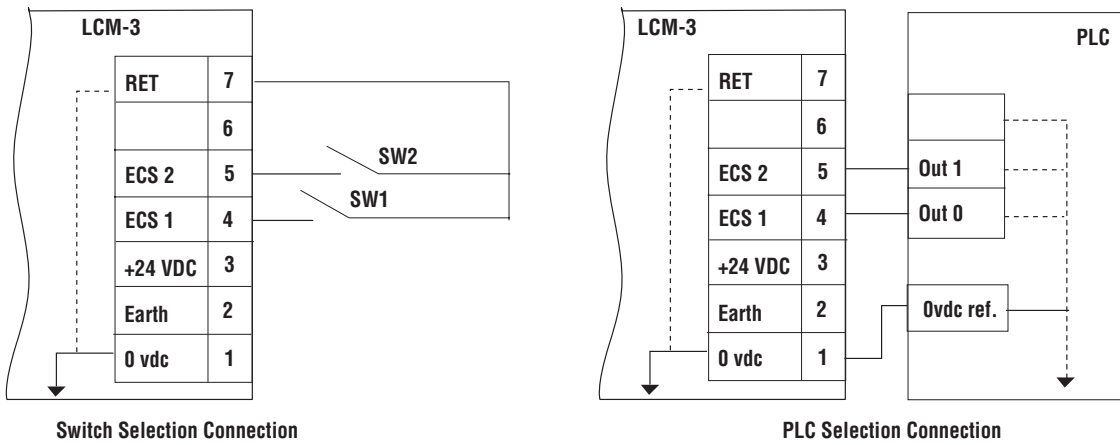 LCM-3
RET 7
6
ECS 2 5
ECS 1 4
+24 VDC 3
Earth 2
0 vdc 1
SW2
SW1
Switch Selection Connection
LCM-3
RET 7
6
ECS 2 5
ECS 1 4
+24 VDC 3
Earth 2
0 vdc 1
PLC
Out 1
Out 0
0vdc ref.
PLC Selection Connection